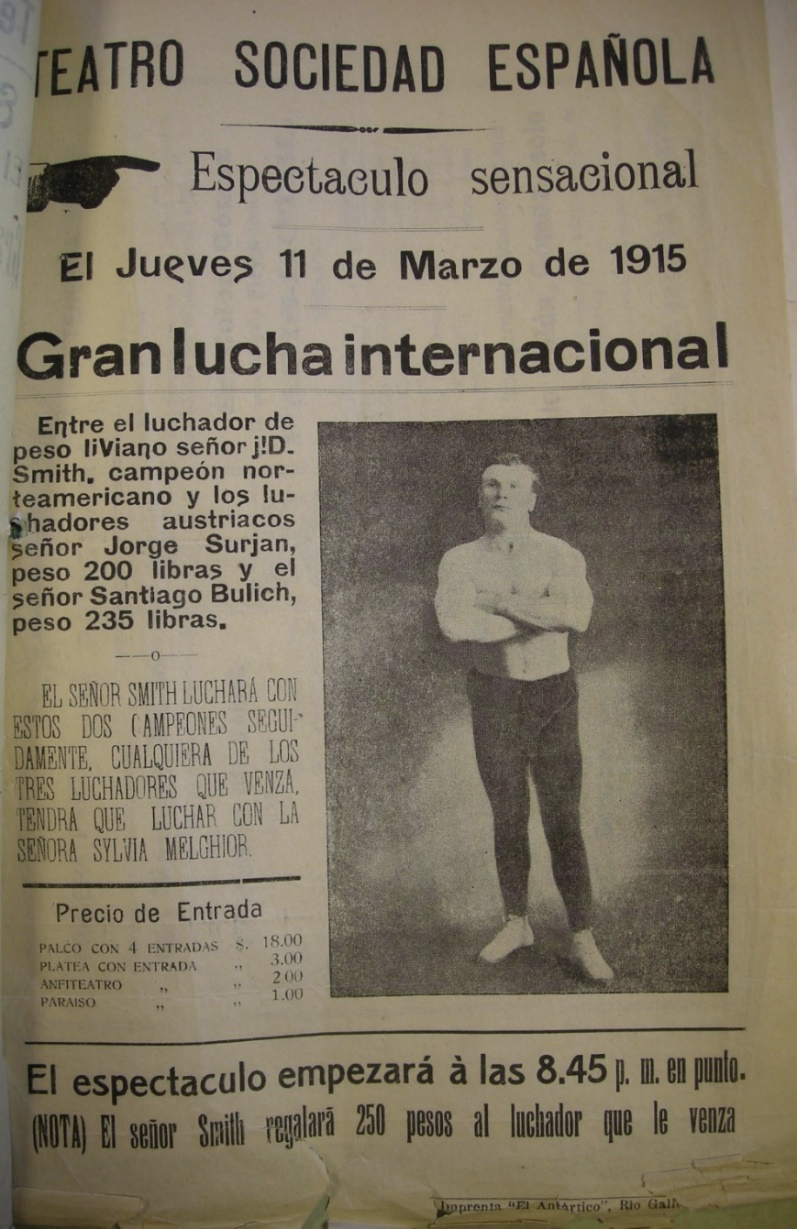 TEATRO SOCIEDAD ESPAÑOLA
Espectaculo sensacional
El Jueves 11 de Marzo de 1915
Gran lucha internacional
Entre el luchador de
peso liViano señor j!D.
Smith, campeón nor-
teamericano y los lu-
shadores austriacos
señor Jorge Surjan,
peso 200 libras y el
señor Santiago Bulich,
peso 235 libras.
EL SEÑOR SMITH LUCHARÁ CON
ESTOS DOS CAMPEONES SEGUI-
DAMENTE, CUALQUIERA DE LOS
TRES LUCHADORES QUE VENZA,
TENDRA QUE LUCHAR CON LA
SEÑORA SYLVIA MELGHIOR.
Precio de Entrada
PALCO CON 4 ENTRADAS $. 18.00
PLATEA CON ENTRADA ,, 3.00
ANFITEATRO ,, ,, 2 00
PARAISO ,, ,, 1.00
El espectaculo empezará à las 8.45 p. m. en punto.
(NOTA) El señor Smith regalará 250 pesos al luchador que le venza
Imprenta "El Antártico", Rio